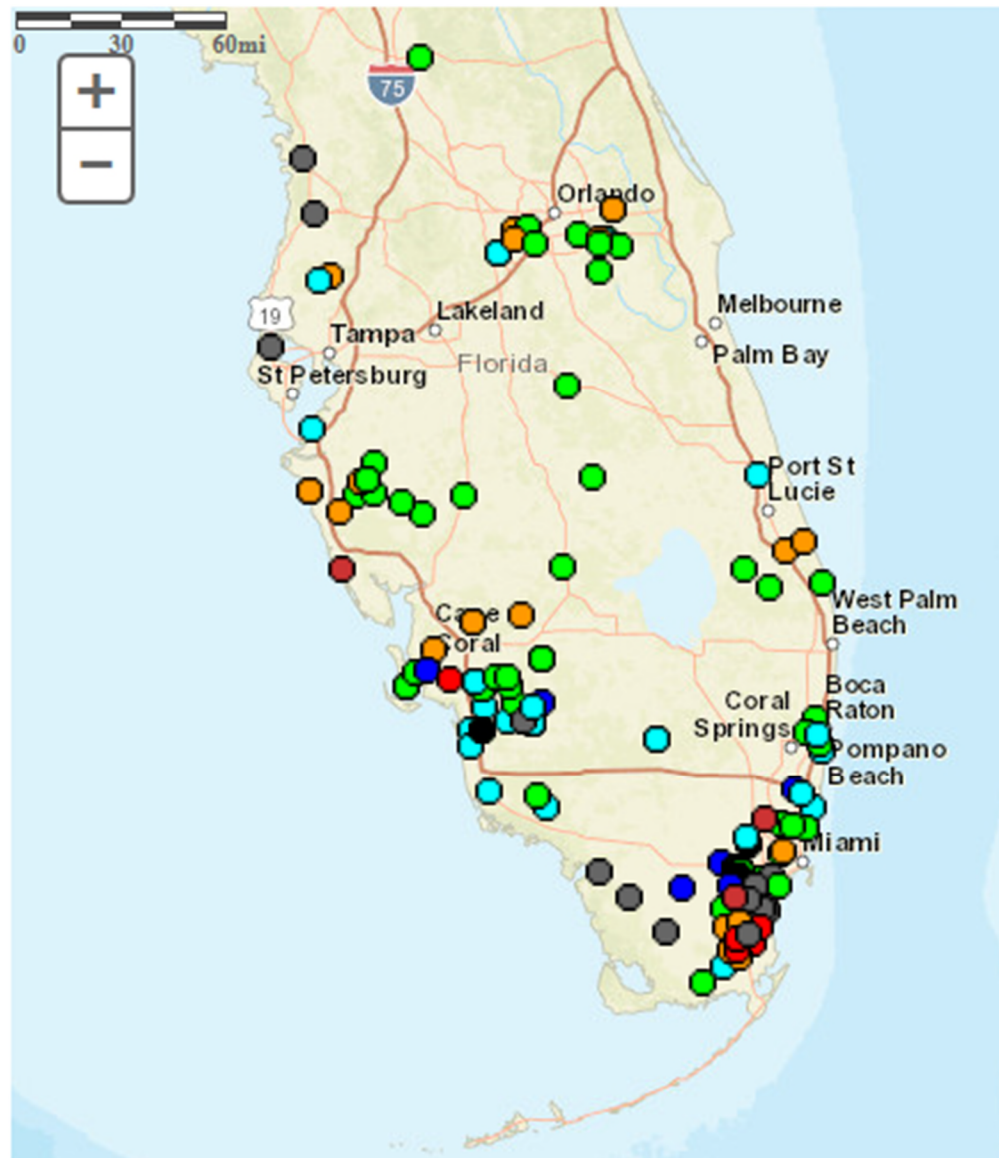 0 30 60mi
+
75
−
Orlando
Melbourne
19
Lakeland
Tampa
Palm Bay
Florida
St Petersburg
Port St
Lucie
West Palm
Beach
Cape
Coral
Boca
Raton
Coral
Springs
Pompano
Beach
Miami